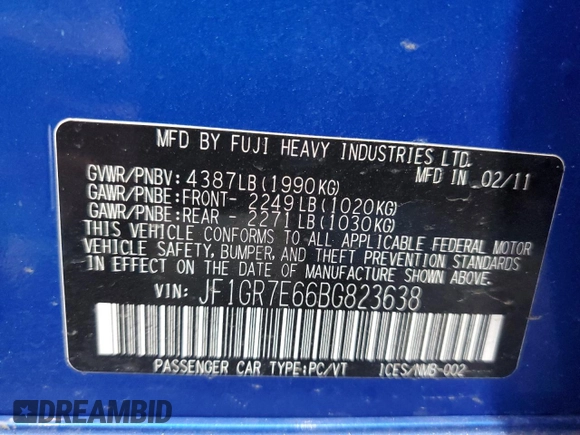 MFD BY FUJI HEAVY INDUSTRIES LTD.
GVWR/PNBV: 4387LB(1990KG) MFD IN 02/11
GAWR/PNBE:FRONT- 2249LB(1020KG)
GAWR/PNBE:REAR - 2271LB(1030KG)
THIS VEHICLE CONFORMS TO ALL APPLICABLE FEDERAL MOTOR
VEHICLE SAFETY, BUMPER, AND THEFT PREVENTION STANDARDS
IN EFFECT ON THE DATE OF MANUFACTURE SHOWN ABOVE.
VIN: JF1GR7E66BG823638
PASSENGER CAR TYPE:PC/VT ICES/NMB-002
DREAMBID